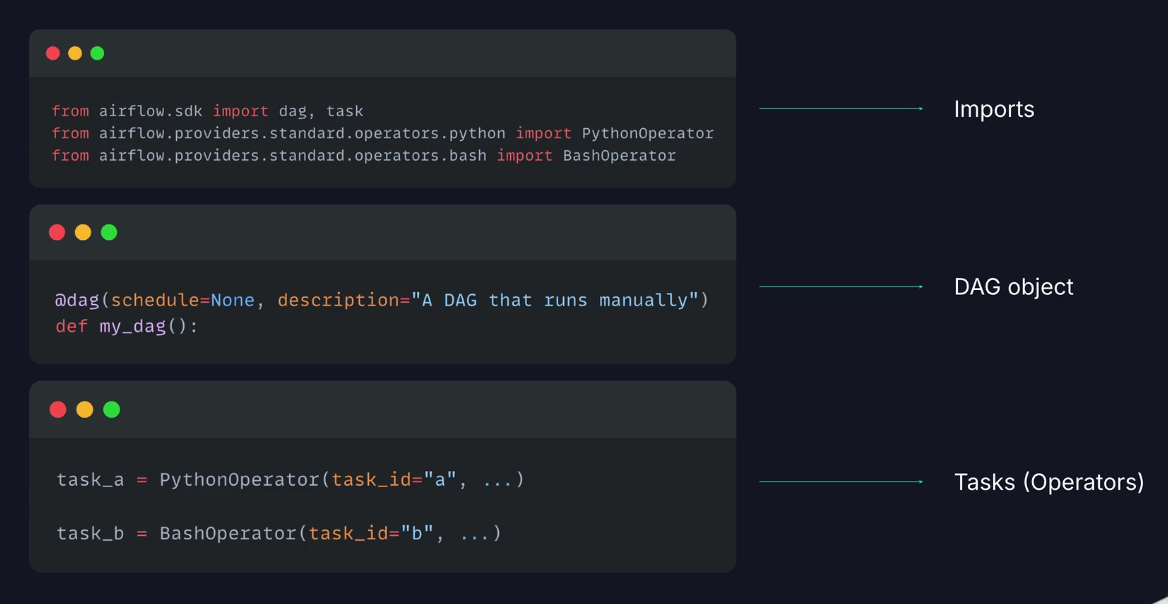 from airflow.sdk import dag, task
from airflow.providers.standard.operators.python import PythonOperator
from airflow.providers.standard.operators.bash import BashOperator
Imports
@dag(schedule=None, description="A DAG that runs manually")
def my_dag():
DAG object
task_a = PythonOperator(task_id="a", ...)
task_b = BashOperator(task_id="b", ...)
Tasks (Operators)